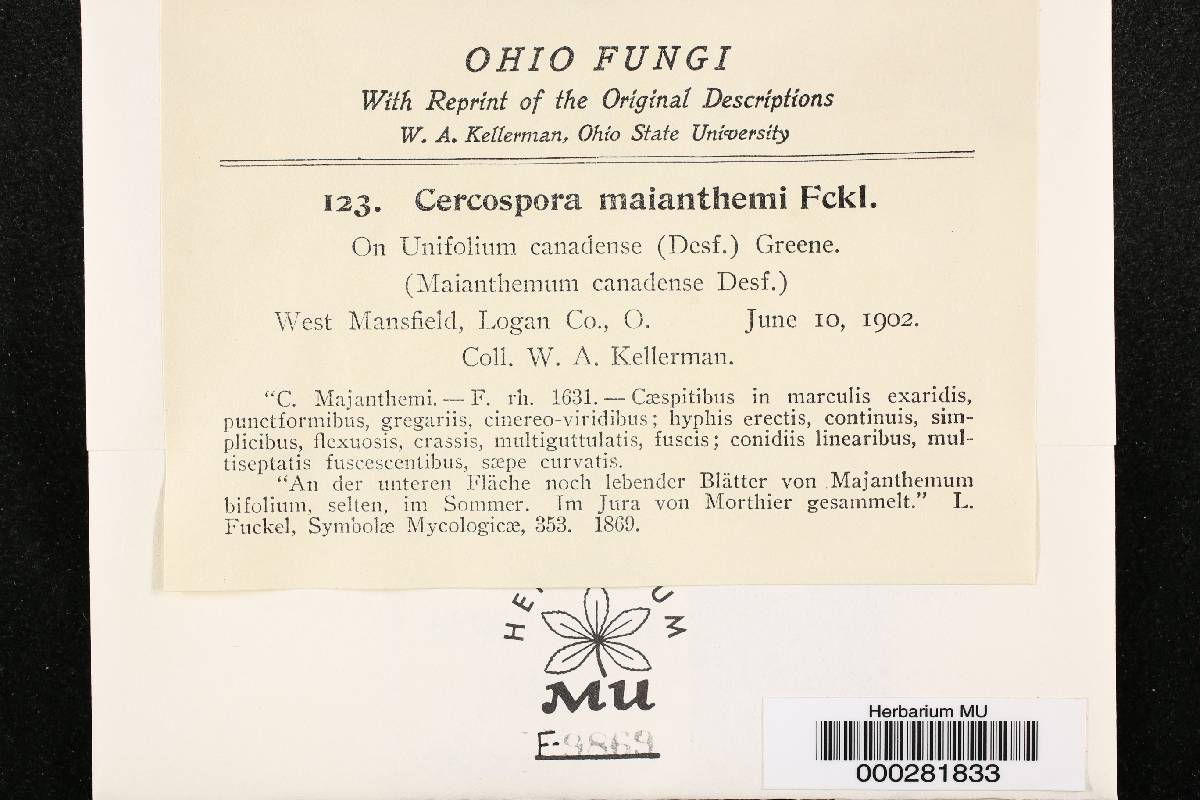 OHIO FUNGI
With Reprint of the Original Descriptions
W. A. Kellerman, Ohio State University
123. Cercospora maianthemi Fckl.
On Unifolium canadense (Desf.) Greene.
(Maianthemum canadense Desf.)
West Mansfield, Logan Co., O. June 10, 1902.
Coll. W. A. Kellerman.
“C. Majanthemi. — F. rh. 1631. — Cæspitibus in marculis exaridis,
punctformibus, gregariis, cinereo-viridibus; hyphis erectis, continuis, sim-
plicibus, flexuosis, crassis, multiguttulatis, fuscis; conidiis linearibus, mul-
tiseptatis fuscescentibus, sæpe curvatis.
“An der unteren Fläche noch lebender Blätter von Majanthemum
bifolium, selten, im Sommer. Im Jura von Morthier gesammelt.” L.
Fuckel, Symbolæ Mycologicæ, 353. 1869.
MU
F-9869
Herbarium MU
000281833